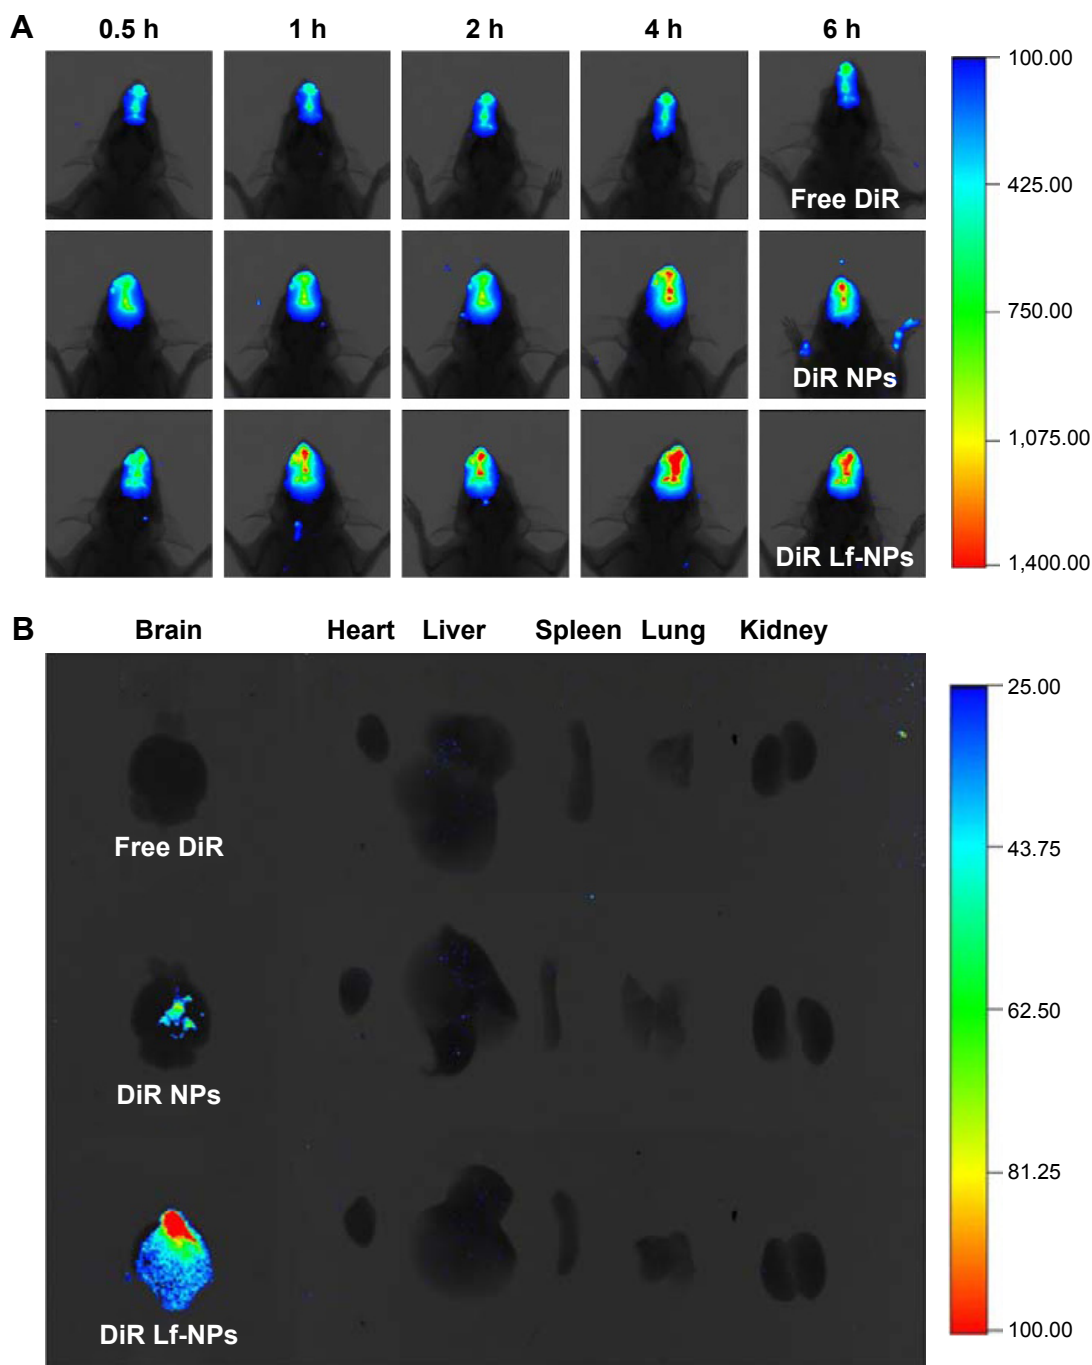 A
0.5 h 1 h 2 h 4 h 6 h
100.00
425.00
Free DiR
750.00
DiR NPs
1,075.00
DiR Lf-NPs
1,400.00
B
Brain Heart Liver Spleen Lung Kidney
25.00
Free DiR
43.75
62.50
DiR NPs
81.25
DiR Lf-NPs
100.00